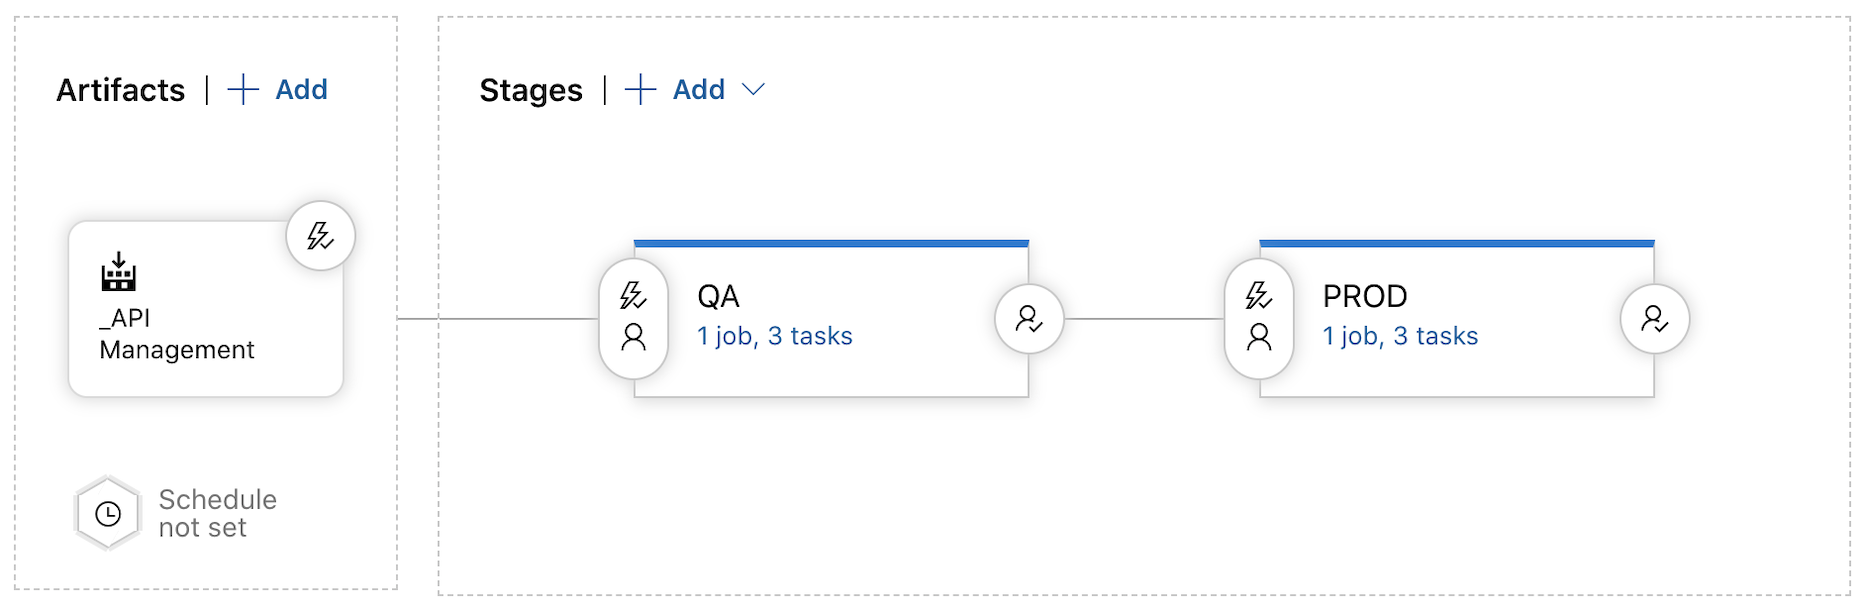 Artifacts | + Add
Stages | + Add
_API
Management
QA
1 job, 3 tasks
PROD
1 job, 3 tasks
Schedule
not set